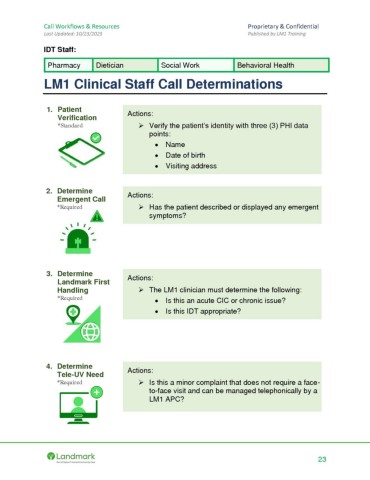 Call Workflows & Resources
Proprietary & Confidential
Last Updated: 10/23/2020
Published by LM1 Training
IDT Staff:
Pharmacy Dietician Social Work Behavioral Health
LM1 Clinical Staff Call Determinations
1. Patient
Verification
*Standard
Actions:
➢ Verify the patient's identity with three (3) PHI data
points:
• Name
• Date of birth
• Visiting address
2. Determine
Emergent Call
*Required
Actions:
➢ Has the patient described or displayed any emergent
symptoms?
3. Determine
Landmark First
Handling
*Required
Actions:
➢ The LM1 clinician must determine the following:
• Is this an acute CIC or chronic issue?
• Is this IDT appropriate?
4. Determine
Tele-UV Need
*Required
Actions:
➢ Is this a minor complaint that does not require a face-
to-face visit and can be managed telephonically by a
LM1 APC?
Landmark
23